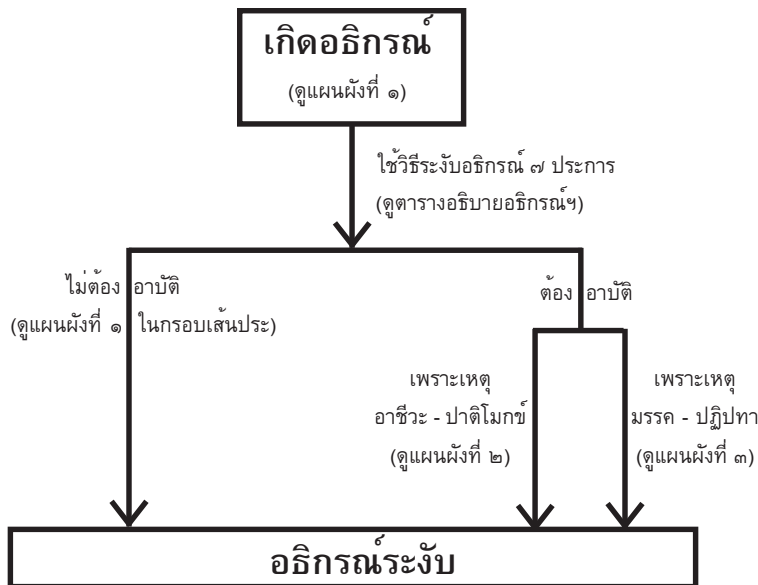 เกิดอธิกรณ์
(ดูแผนผังที่ ๑)
ใช้วิธีระงับอธิกรณ์ ๗ ประการ
(ดูตารางอธิบายอธิกรณ์ฯ)
ไม่ต้อง อาบัติ
(ดูแผนผังที่ ๑ ในกรอบเส้นประ)
ต้อง อาบัติ
เพราะเหตุ
อาชีวะ - ปาติโมกข์
(ดูแผนผังที่ ๒)
เพราะเหตุ
มรรค - ปฏิปทา
(ดูแผนผังที่ ๓)
อธิกรณ์ระงับ